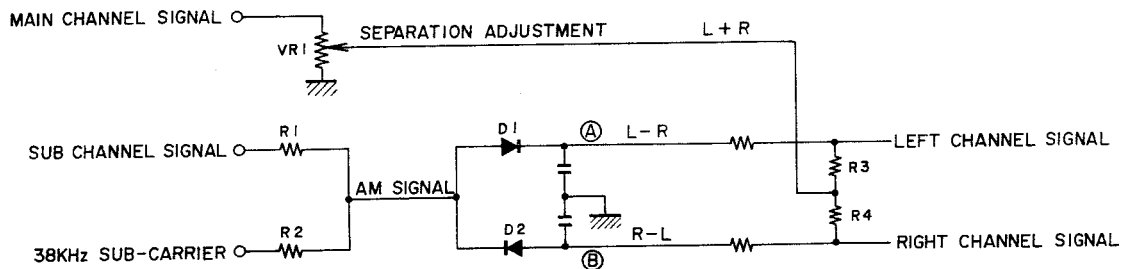 MAIN CHANNEL SIGNAL
VR1
SEPARATION ADJUSTMENT
L+R
R1
SUB CHANNEL SIGNAL
D1
A
L-R
LEFT CHANNEL SIGNAL
R3
AM SIGNAL
R2
38KHz SUB-CARRIER
D2
B
R-L
R4
RIGHT CHANNEL SIGNAL